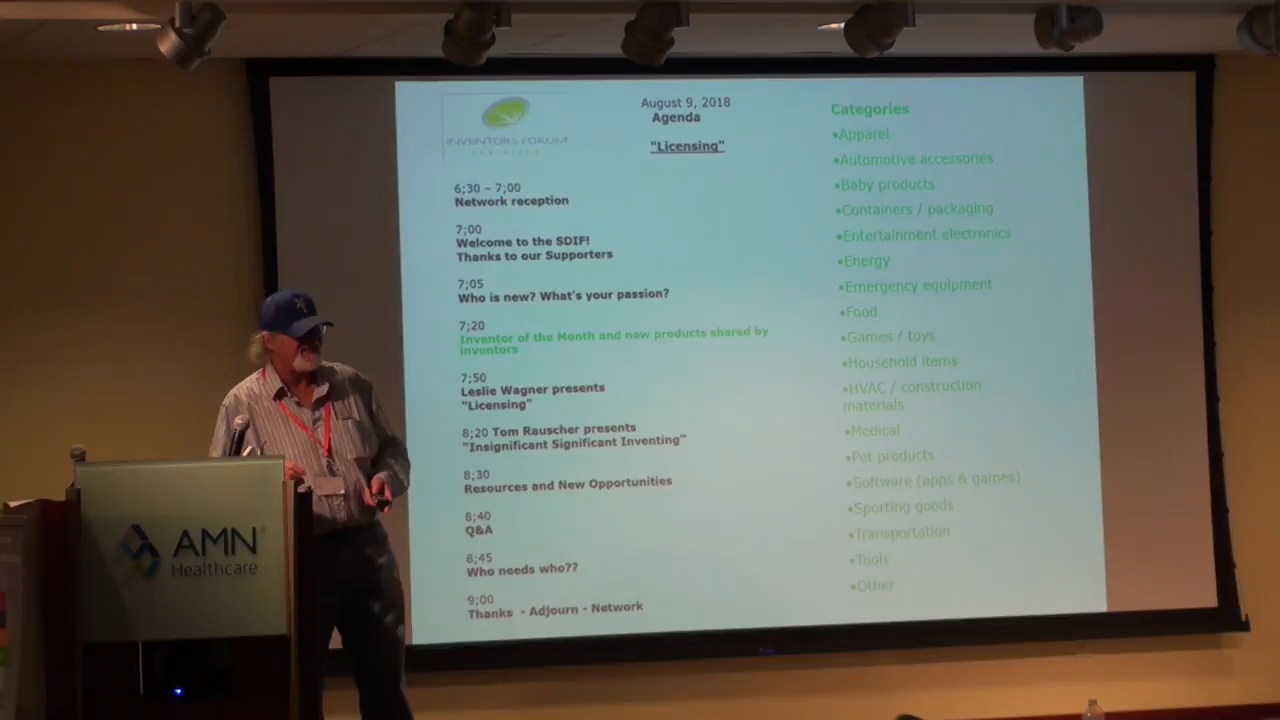 INVENTORS FORUM
August 9, 2018
Agenda
"Licensing"
6;30 – 7;00
Network reception
7;00
Welcome to the SDIF!
Thanks to our Supporters
7;05
Who is new? What's your passion?
7;20
Inventor of the Month and new products shared by
inventors
7;50
Leslie Wagner presents
"Licensing"
8;20 Tom Rauscher presents
"Insignificant Significant Inventing"
8;30
Resources and New Opportunities
8;40
Q&A
8;45
Who needs who??
9;00
Thanks - Adjourn - Network
Categories
•Apparel
•Automotive accessories
•Baby products
•Containers / packaging
•Entertainment electronics
•Energy
•Emergency equipment
•Food
•Games / toys
•Household items
•HVAC / construction
materials
•Medical
•Pet products
•Software (apps & games)
•Sporting goods
•Transportation
•Tools
•Other
AMN
Healthcare